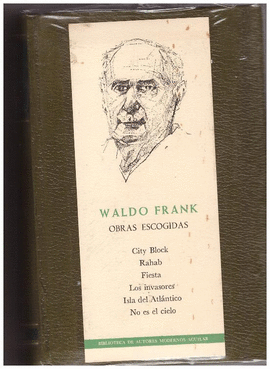 WALDO FRANK
OBRAS ESCOGIDAS
City Block
Rahab
Fiesta
Los invasores
Isla del Atlántico
No es el cielo
BIBLIOTECA DE AUTORES MODERNOS AGUILAR